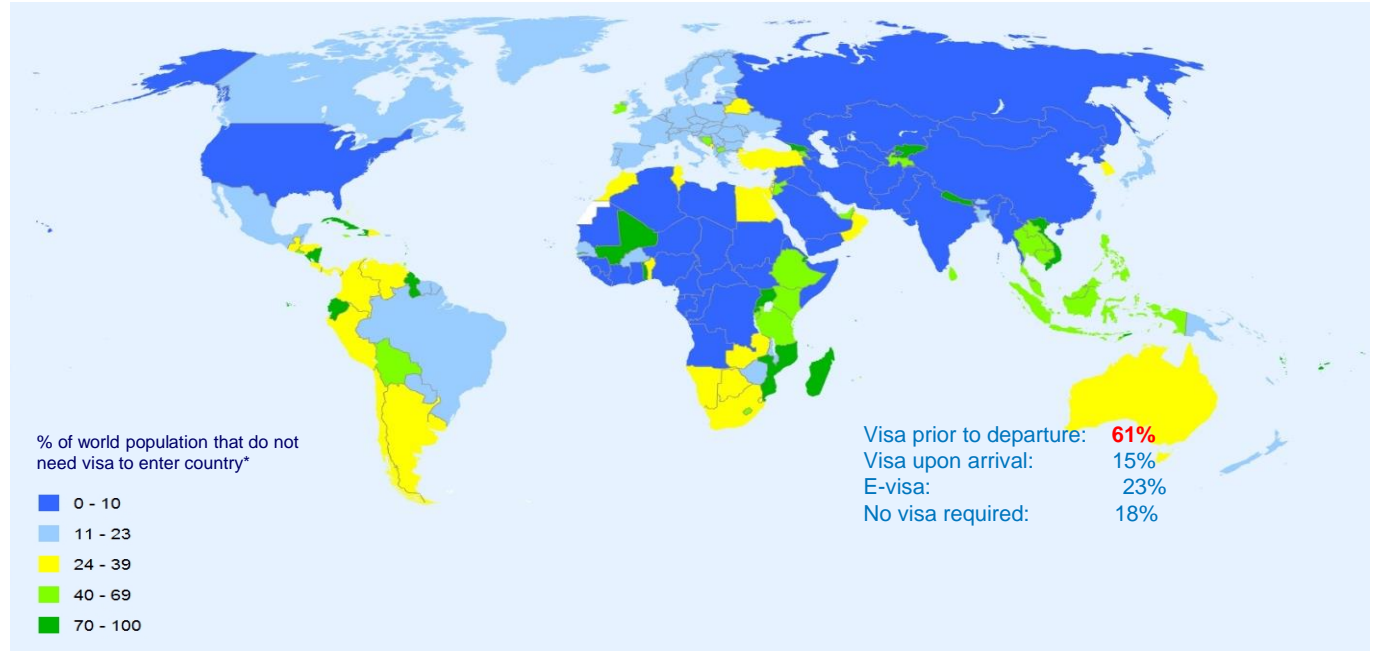 % of world population that do not
need visa to enter country*
0 - 10
11 - 23
24 - 39
40 - 69
70 - 100
Visa prior to departure: 61%
Visa upon arrival: 15%
E-visa: 23%
No visa required: 18%